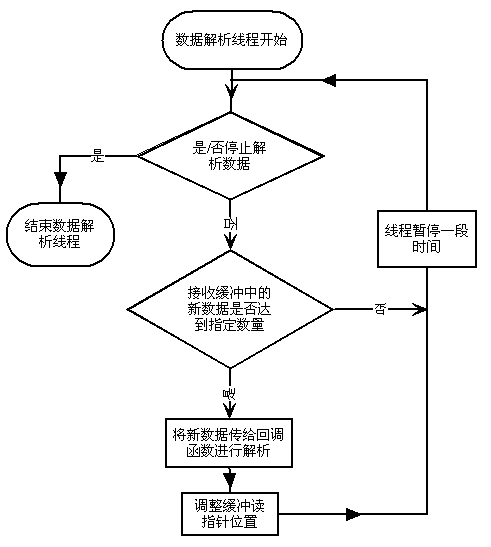 数据解析线程开始
是/否停止解
析数据
是
结束数据解
析线程
否
线程暂停一段
时间
接收缓冲中的
新数据是否达
到指定数量
否
是
将新数据传给回调
函数进行解析
调整缓冲读
指针位置